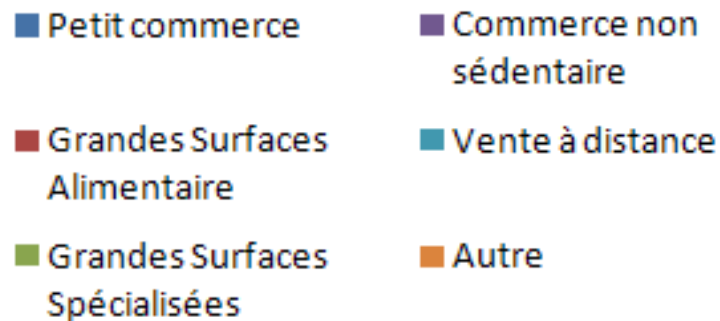 Petit commerce
Commerce non
sédentaire
Grandes Surfaces
Alimentaire
Vente à distance
Grandes Surfaces
Spécialisées
Autre